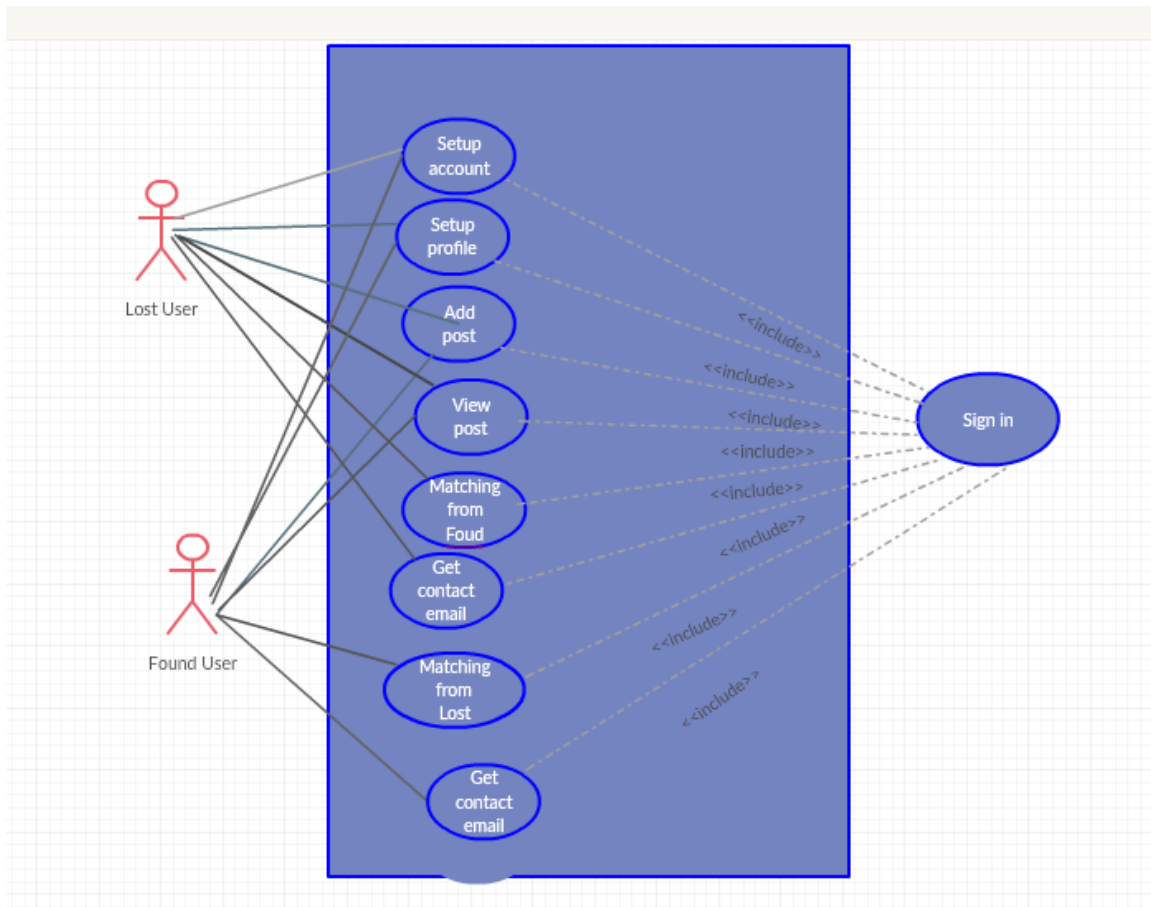 Setup
account
Setup
profile
Lost User
Add
post
<<include>>
<<include>>
View
post
<<include>>
Sign in
<<include>>
Matching
from
Foud
<<include>>
<<include>>
Get
contact
email
<<include>>
Found User
Matching
from
Lost
<<include>>
Get
contact
email